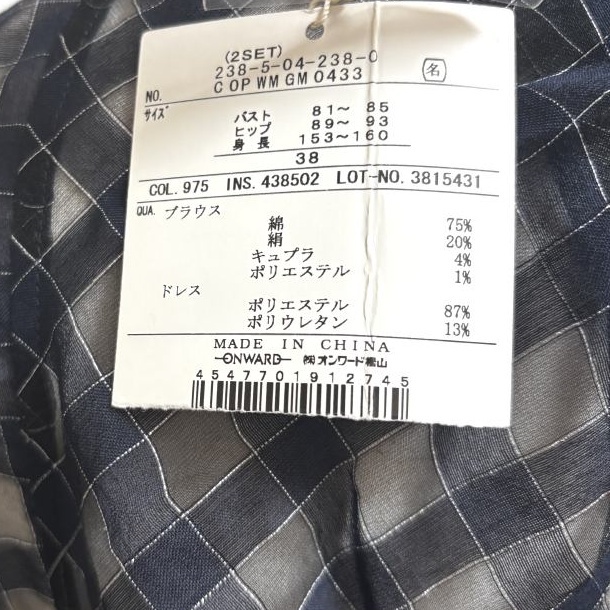 (2SET)
238-5-04-238-0
NO. C OP WM GM 0433 名
サイズ
バスト 81～ 85
ヒップ 89～ 93
身長 153～160
38
COL. 975 INS. 438502 LOT-NO. 3815431
QUA. ブラウス
綿 75%
絹 20%
キュプラ 4%
ポリエステル 1%
ドレス
ポリエステル 87%
ポリウレタン 13%
MADE IN CHINA
ONWARD ㈱オンワード樫山
4547701912745